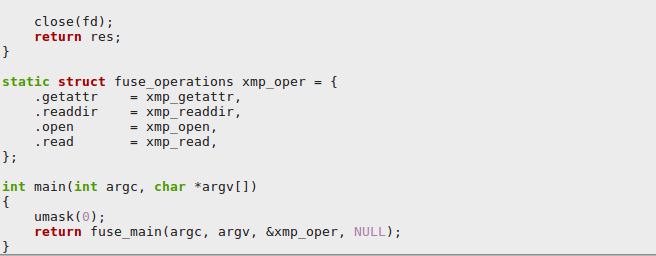 close(fd);
    return res;
}
static struct fuse_operations xmp_oper = {
    .getattr    = xmp_getattr,
    .readdir    = xmp_readdir,
    .open       = xmp_open,
    .read       = xmp_read,
};
int main(int argc, char *argv[])
{
    umask(0);
    return fuse_main(argc, argv, &xmp_oper, NULL);
}